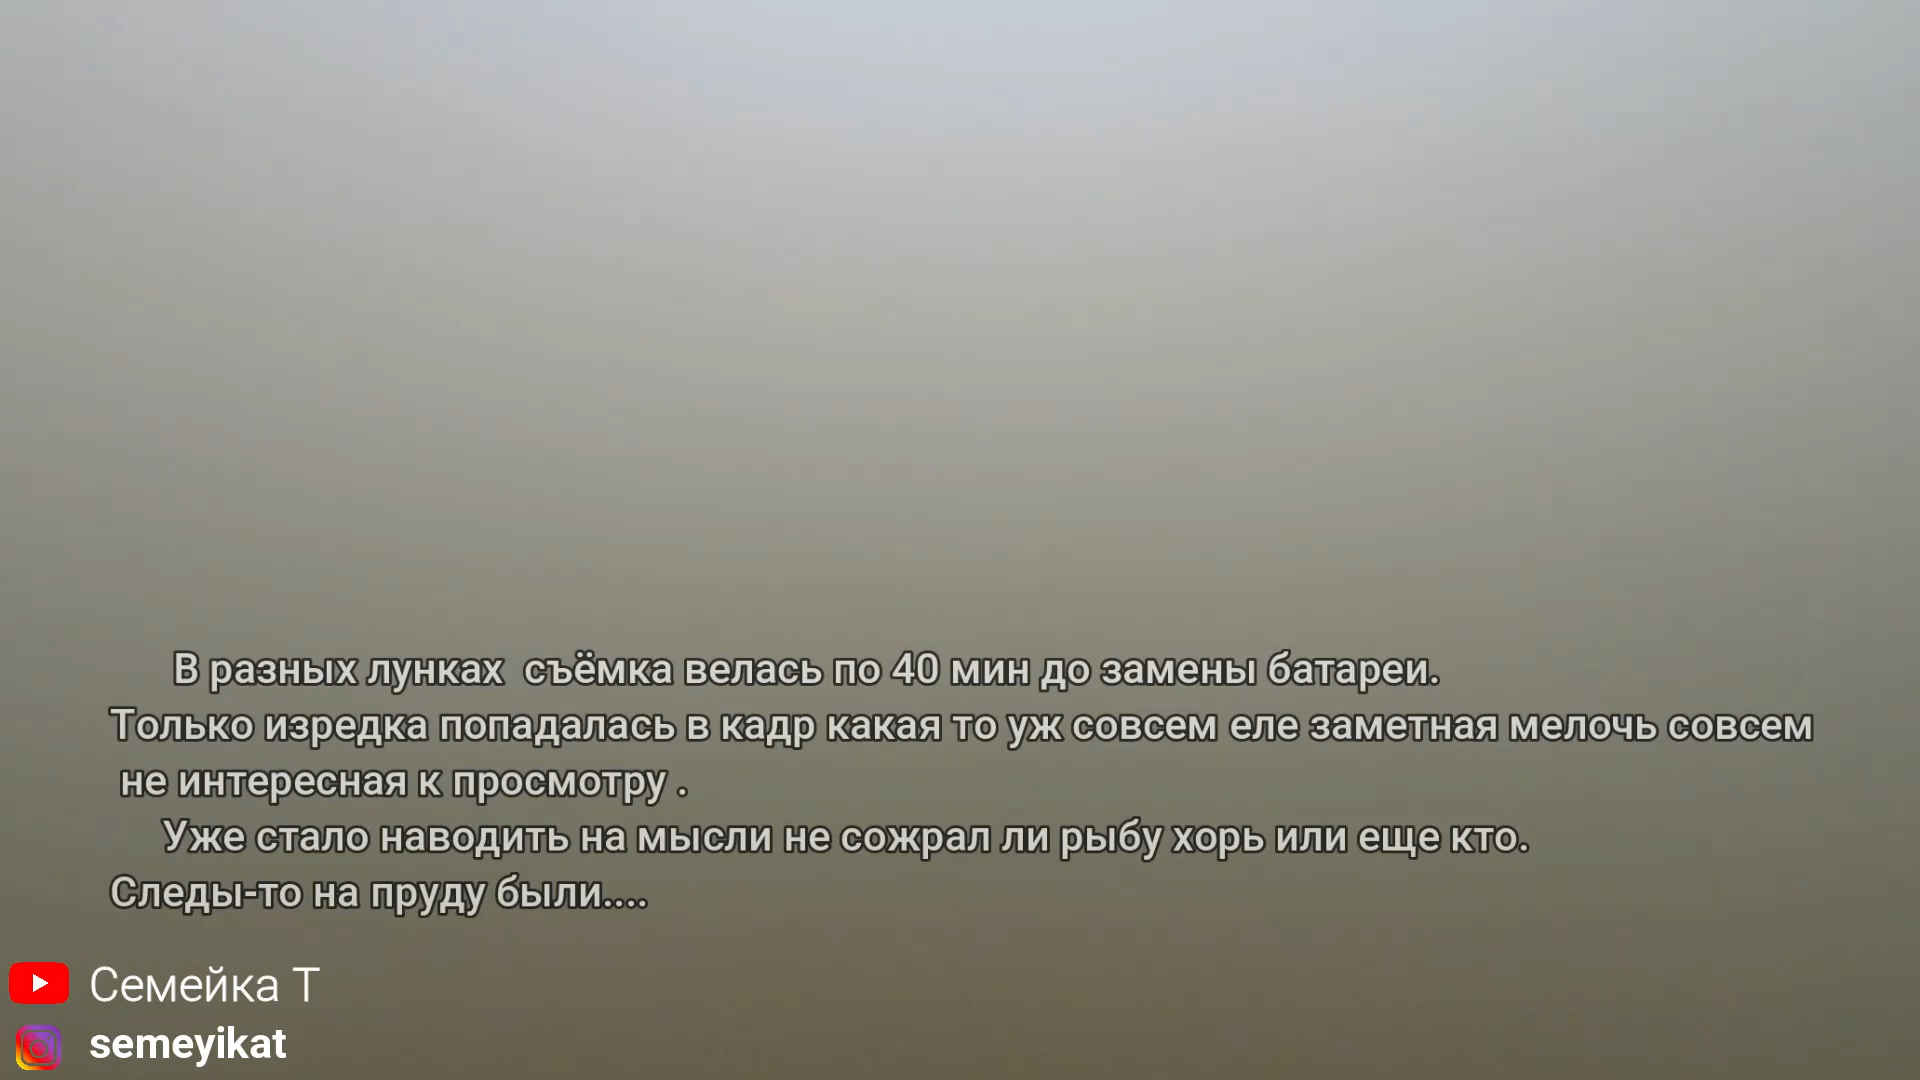 В разных лунках съёмка велась по 40 мин до замены батареи.
Только изредка попадалась в кадр какая то уж совсем еле заметная мелочь совсем
не интересная к просмотру .
Уже стало наводить на мысли не сожрал ли рыбу хорь или еще кто.
Следы-то на пруду были....
Семейка Т
semeyikat